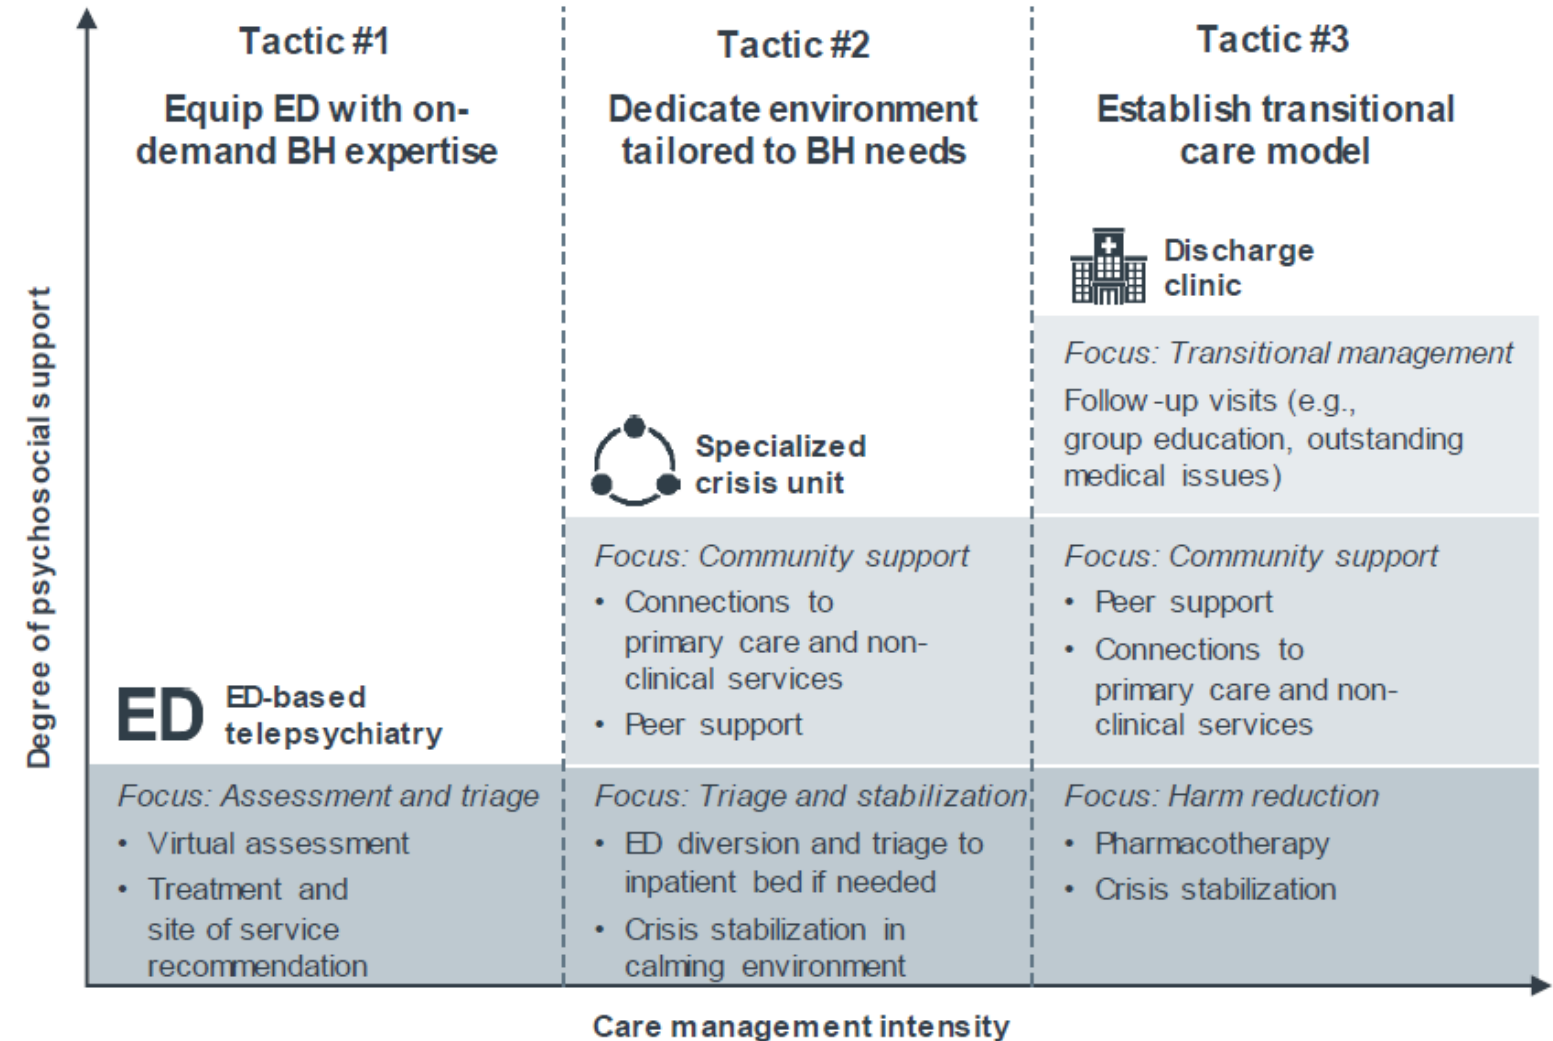 Tactic #1
Equip ED with on-
demand BH expertise
Tactic #2
Dedicate environment
tailored to BH needs
Tactic #3
Establish transitional
care model
Discharge
clinic
Focus: Transitional management
Follow-up visits (e.g.,
group education, outstanding
medical issues)
Specialized
crisis unit
Focus: Community support
• Connections to
primary care and non-
clinical services
• Peer support
Focus: Community support
• Peer support
• Connections to
primary care and non-
clinical services
ED
ED-based
telepsychiatry
Focus: Assessment and triage
• Virtual assessment
• Treatment and
site of service
recommendation
Focus: Triage and stabilization
• ED diversion and triage to
inpatient bed if needed
• Crisis stabilization in
calming environment
Focus: Harm reduction
• Pharmacotherapy
• Crisis stabilization
Degree of psychosocial support
Care management intensity